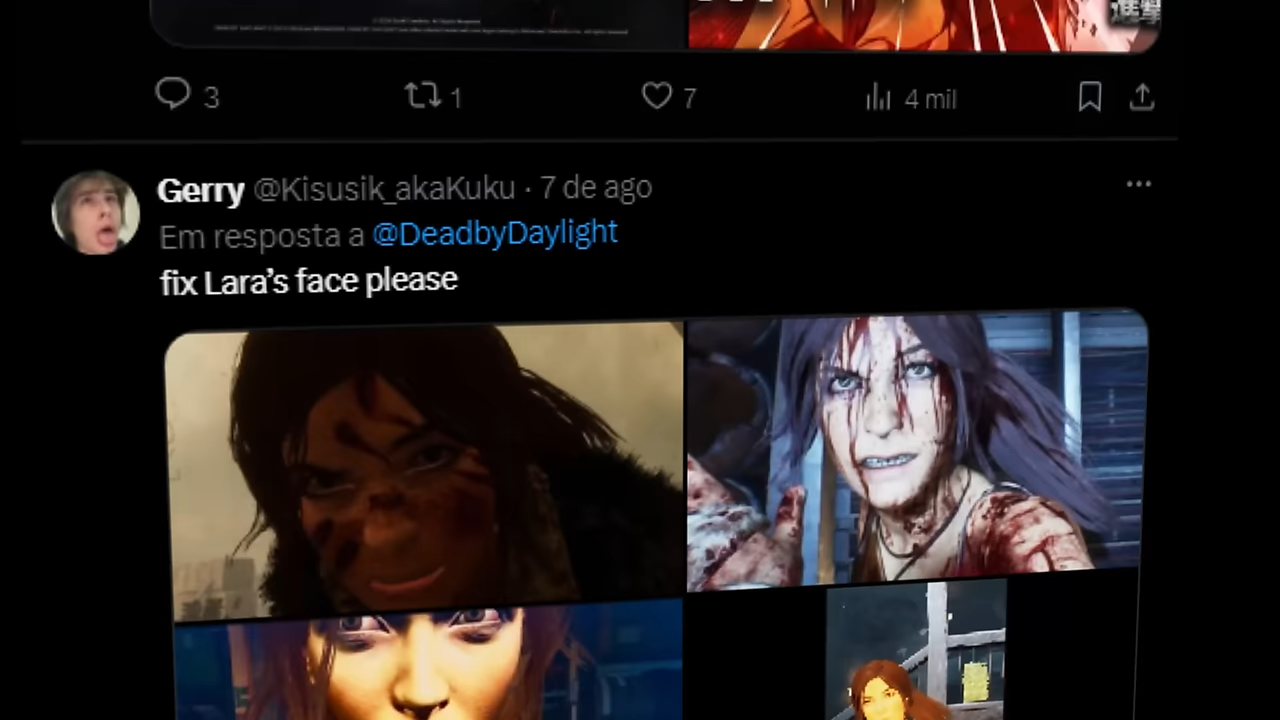 3 1 7 4 mil
Gerry @Kisusik_akaKuku · 7 de ago
Em resposta a @DeadbyDaylight
fix Lara's face please